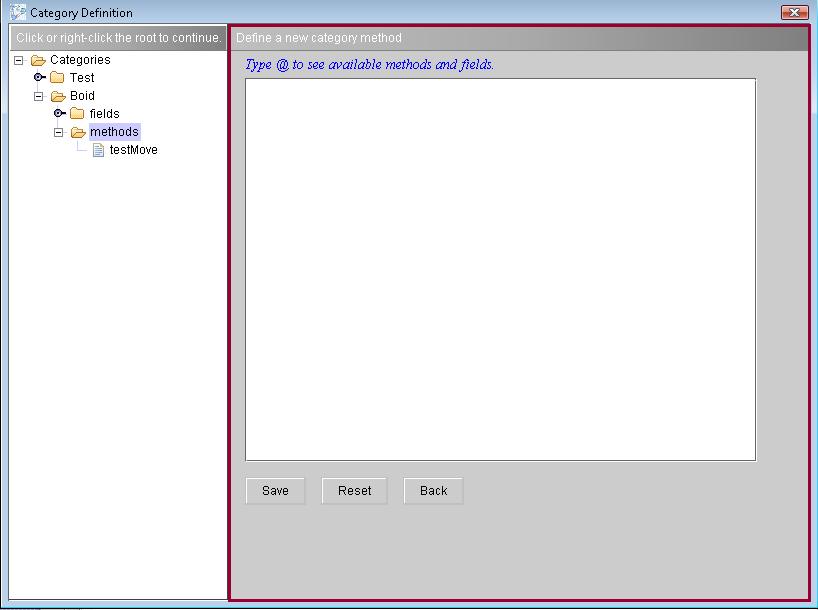 Category Definition
Click or right-click the root to continue.
Define a new category method
Categories
Test
Boid
fields
methods
testMove
Type @ to see available methods and fields.
Save
Reset
Back